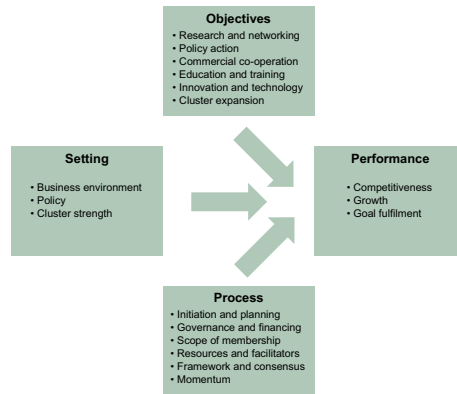 Objectives
• Research and networking
• Policy action
• Commercial co-operation
• Education and training
• Innovation and technology
• Cluster expansion
Setting
• Business environment
• Policy
• Cluster strength
Performance
• Competitiveness
• Growth
• Goal fulfilment
Process
• Initiation and planning
• Governance and financing
• Scope of membership
• Resources and facilitators
• Framework and consensus
• Momentum